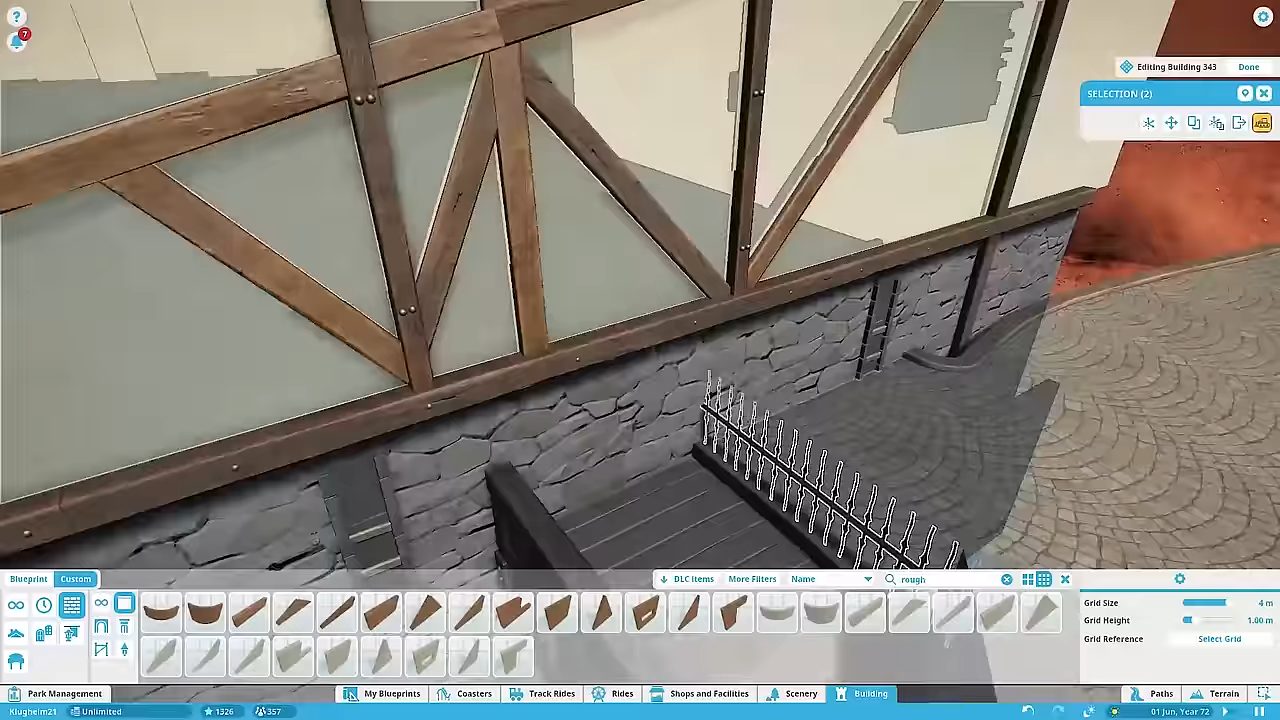 7
Editing Building 343 Done
SELECTION (2)
Blueprint Custom
DLC Items More Filters Name rough
Grid Size 4 m
Grid Height 1.00 m
Grid Reference Select Grid
Park Management My Blueprints Coasters Track Rides Rides Shops and Facilities Scenery Building Paths Terrain
Klugheim21 Unlimited 1326 357 01 Jun, Year 72